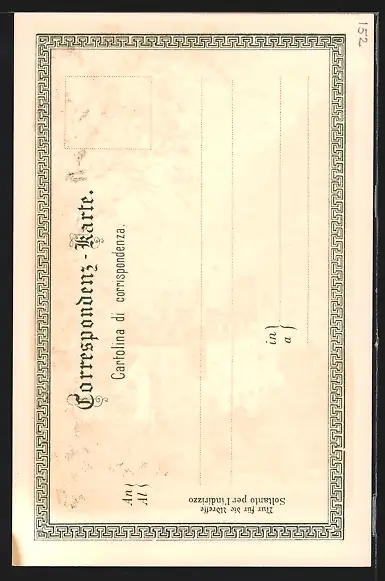 152
Correspondenz-Karte.
Cartolina di corrispondenza.
An
Al
in
a
Nur für die Adresse
Soltanto per l'indirizzo